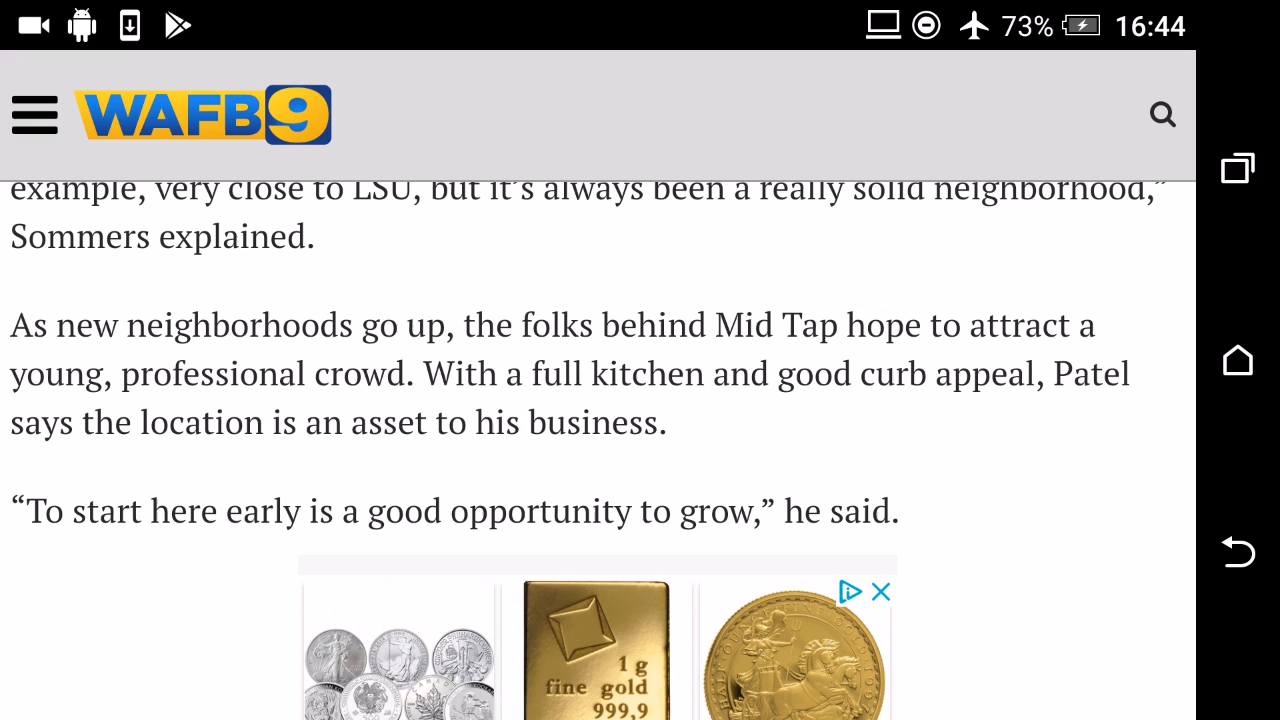 73% 16:44
WAFB9
example, very close to LSU, but it's always been a really solid neighborhood,"
Sommers explained.
As new neighborhoods go up, the folks behind Mid Tap hope to attract a
young, professional crowd. With a full kitchen and good curb appeal, Patel
says the location is an asset to his business.
“To start here early is a good opportunity to grow,” he said.
1 g
fine gold
999,9